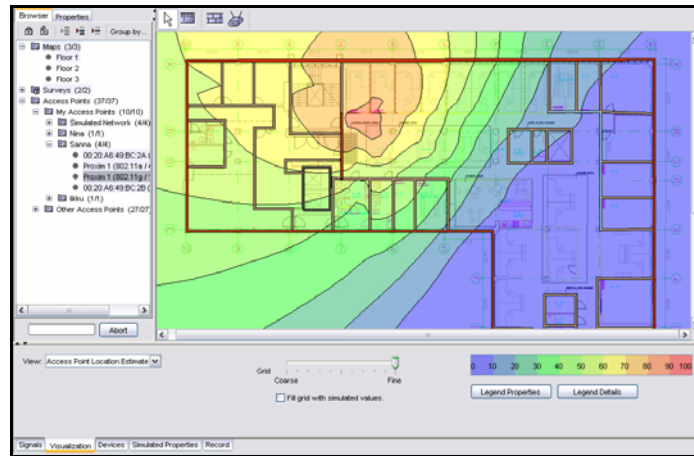 Browser Properties
Group by...
Maps (3/3)
Floor 1
Floor 2
Floor 3
Surveys (2/2)
Access Points (37/37)
My Access Points (10/10)
Simulated Network (4/4)
Nina (1/1)
Sanna (4/4)
00:20:A6:49:BC:2A (
Proxim 1 (802.11a /
Proxim 1 (802.11g /
00:20:A6:49:BC:2B (
Iikku (1/1)
Other Access Points (27/27)
Abort
View: Access Point Location Estimate
Grid
Coarse Fine
Fill grid with simulated values.
0 10 20 30 40 50 60 70 80 90 100
Legend Properties Legend Details
Signals Visualization Devices Simulated Properties Record